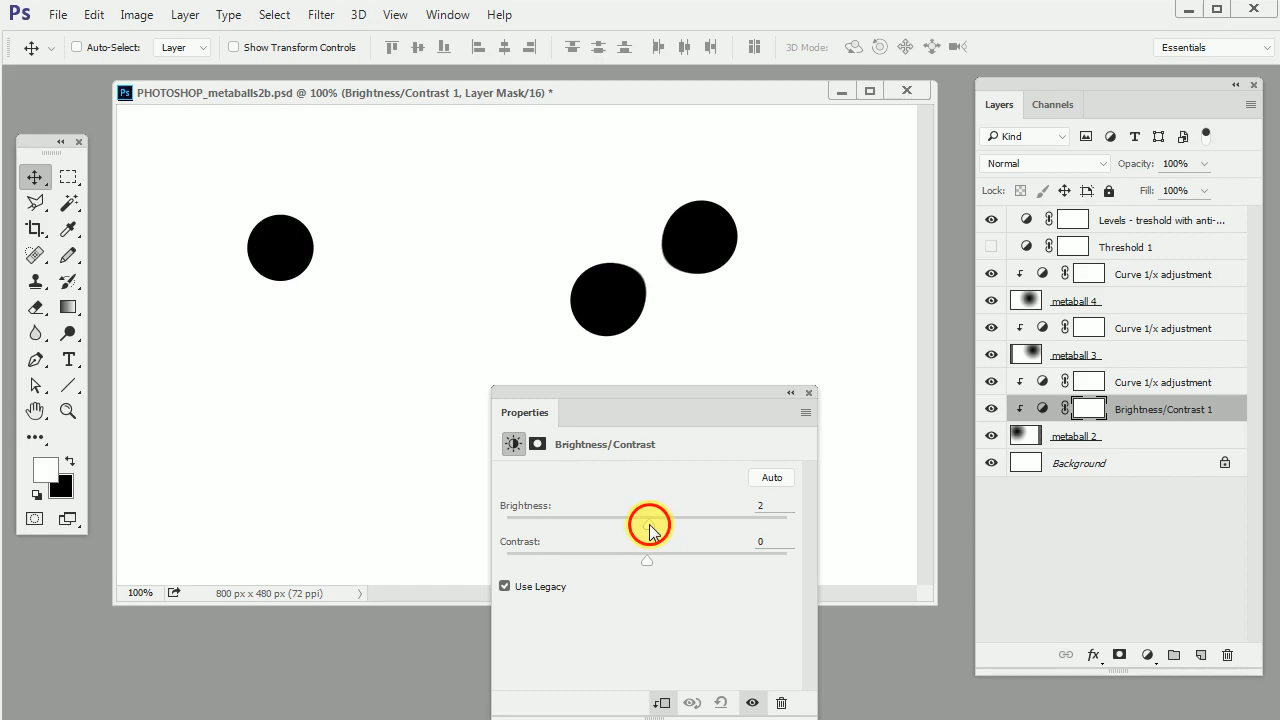 Ps File Edit Image Layer Type Select Filter 3D View Window Help
Auto-Select: Layer Show Transform Controls 3D Mode: Essentials
Ps PHOTOSHOP_metaballs2b.psd @ 100% (Brightness/Contrast 1, Layer Mask/16) *
Layers Channels
Kind
Normal Opacity: 100%
Lock: Fill: 100%
Levels - treshold with anti-...
Threshold 1
Curve 1/x adjustment
metaball 4
Curve 1/x adjustment
metaball 3
Curve 1/x adjustment
Brightness/Contrast 1
metaball 2
Background
fx
Properties
Brightness/Contrast
Auto
Brightness: 2
Contrast: 0
Use Legacy
100% 800 px x 480 px (72 ppi)